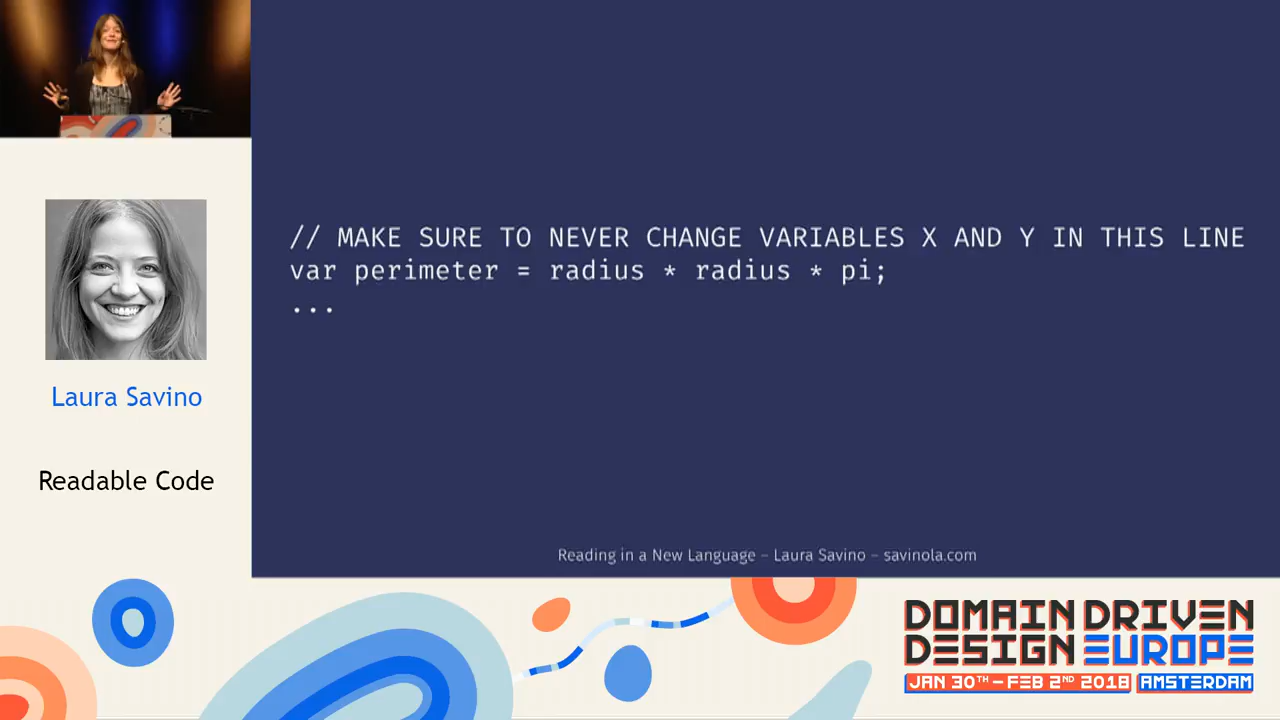 // MAKE SURE TO NEVER CHANGE VARIABLES X AND Y IN THIS LINE
var perimeter = radius * radius * pi;
...
Laura Savino
Readable Code
Reading in a New Language – Laura Savino – savinola.com
DOMAIN DRIVEN
DESIGN EUROPE
JAN 30TH – FEB 2ND 2018 AMSTERDAM